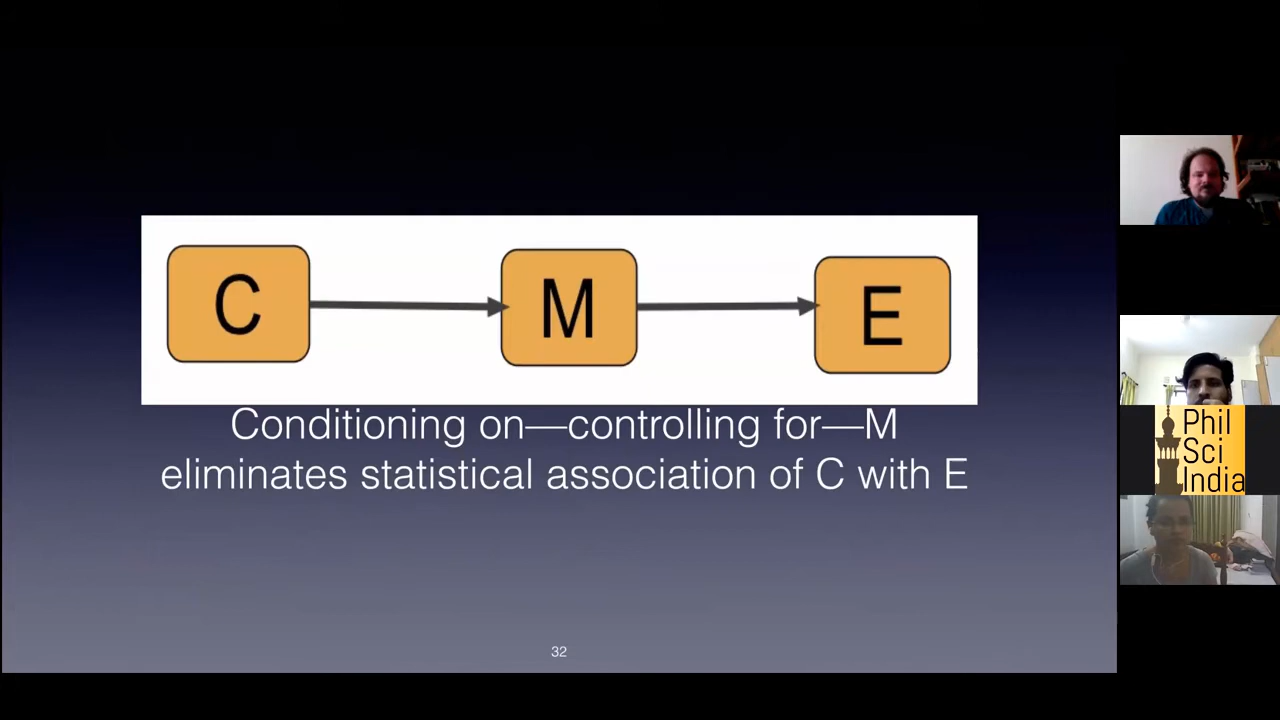 C
M
E
Conditioning on—controlling for—M
eliminates statistical association of C with E
32
Phil
Sci
India